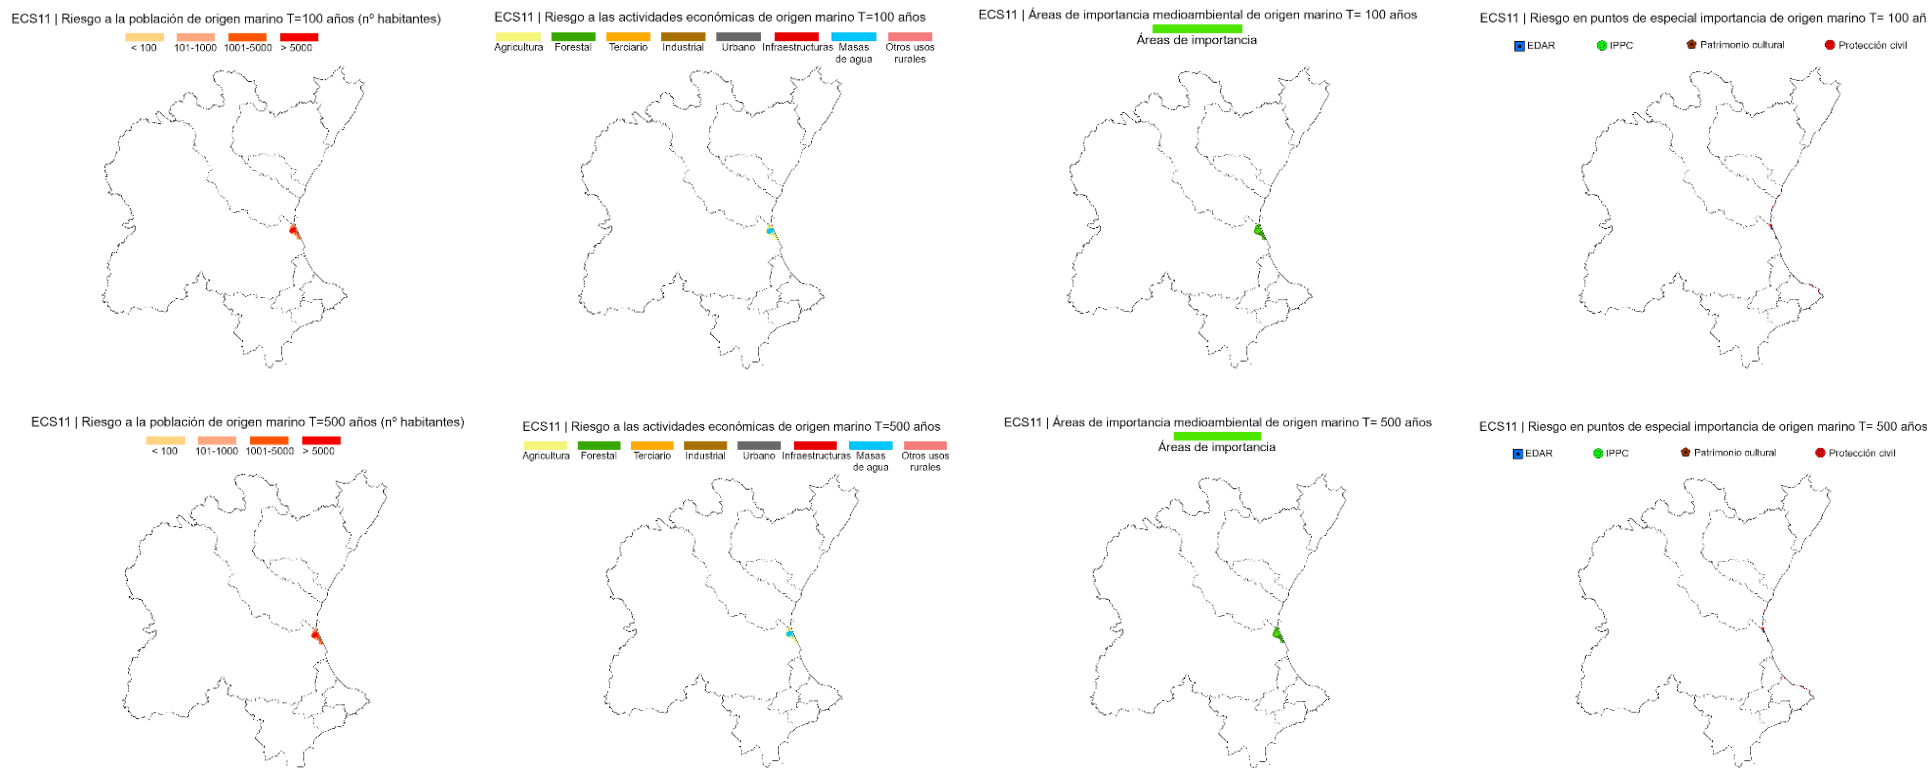 ECS11 | Riesgo a la población de origen marino T=100 años (nº habitantes)
< 100 101-1000 1001-5000 > 5000
ECS11 | Riesgo a las actividades económicas de origen marino T=100 años
Agricultura Forestal Terciario Industrial Urbano Infraestructuras Masas de agua Otros usos rurales
ECS11 | Áreas de importancia medioambiental de origen marino T= 100 años
Áreas de importancia
ECS11 | Riesgo en puntos de especial importancia de origen marino T= 100 añ
EDAR IPPC Patrimonio cultural Protección civil
ECS11 | Riesgo a la población de origen marino T=500 años (nº habitantes)
< 100 101-1000 1001-5000 > 5000
ECS11 | Riesgo a las actividades económicas de origen marino T=500 años
Agricultura Forestal Terciario Industrial Urbano Infraestructuras Masas de agua Otros usos rurales
ECS11 | Áreas de importancia medioambiental de origen marino T= 500 años
Áreas de importancia
ECS11 | Riesgo en puntos de especial importancia de origen marino T= 500 años
EDAR IPPC Patrimonio cultural Protección civil